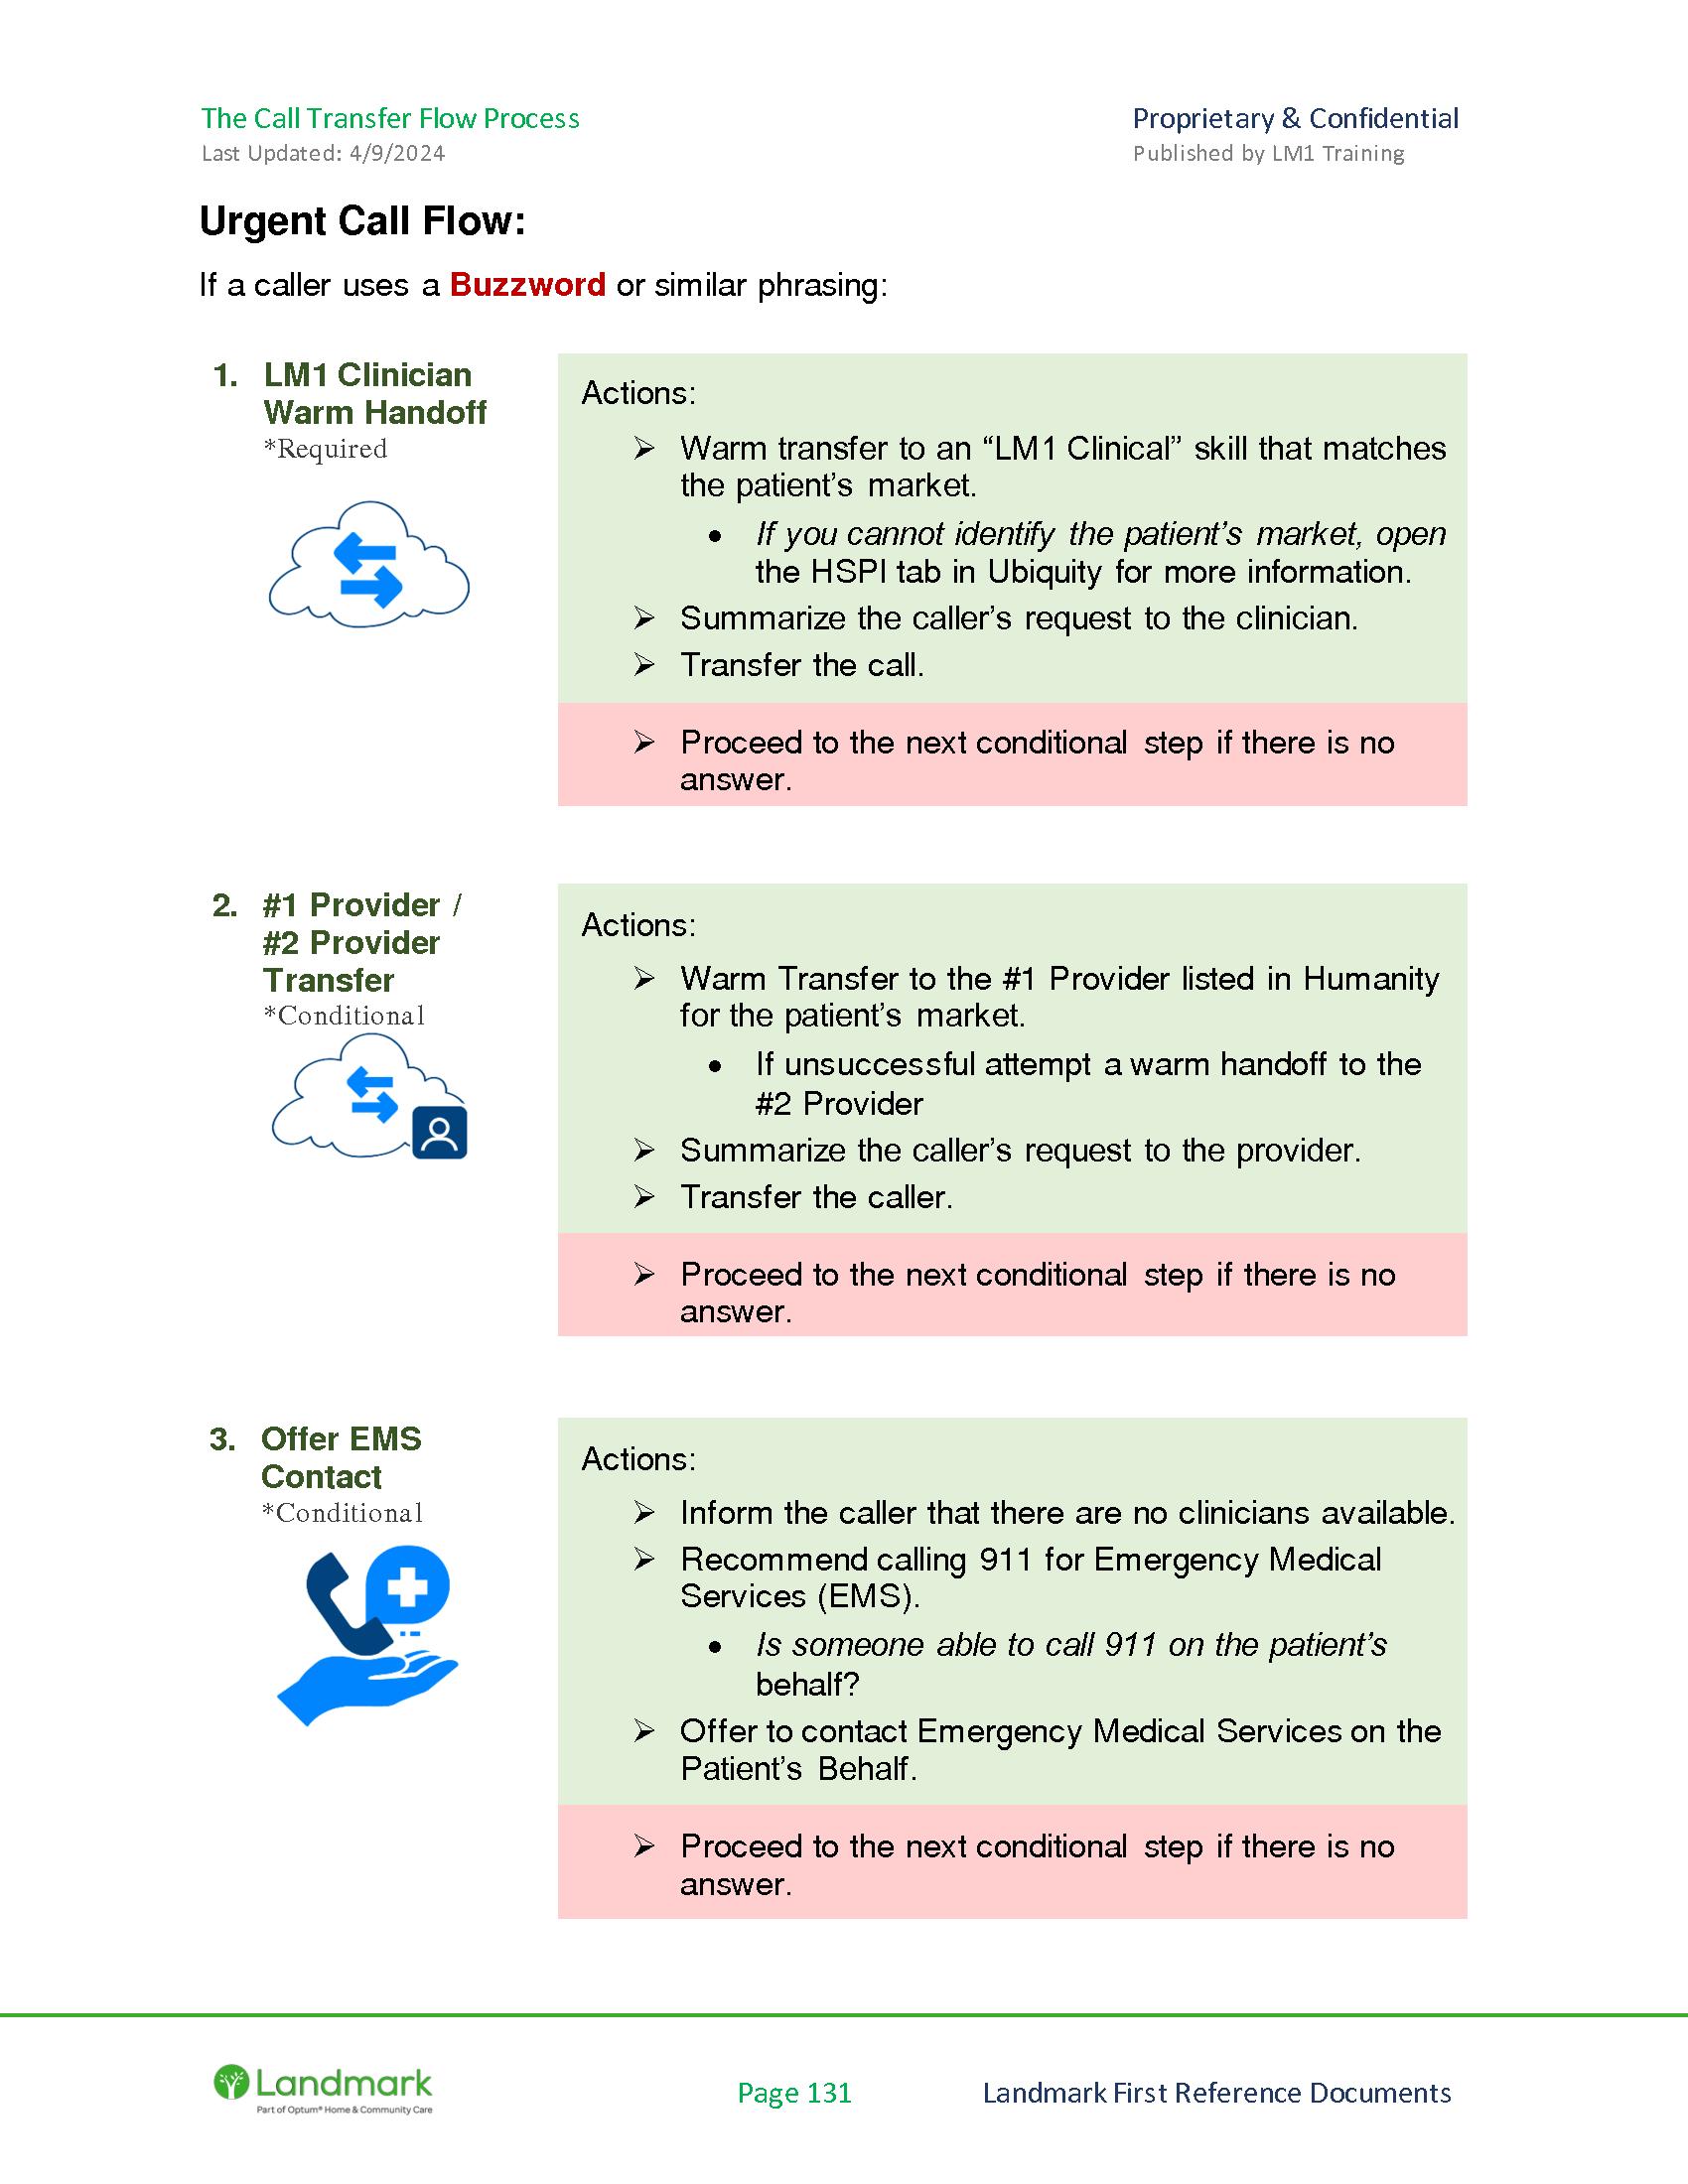 The Call Transfer Flow Process
Proprietary & Confidential
Last Updated: 4/9/2024
Published by LM1 Training
Urgent Call Flow:
If a caller uses a Buzzword or similar phrasing:
1. LM1 Clinician
Warm Handoff
*Required
Actions:
➢ Warm transfer to an “LM1 Clinical” skill that matches
the patient’s market.
• If you cannot identify the patient’s market, open
the HSPI tab in Ubiquity for more information.
➢ Summarize the caller’s request to the clinician.
➢ Transfer the call.
➢ Proceed to the next conditional step if there is no
answer.
2. #1 Provider /
#2 Provider
Transfer
*Conditional
Actions:
➢ Warm Transfer to the #1 Provider listed in Humanity
for the patient’s market.
• If unsuccessful attempt a warm handoff to the
#2 Provider
➢ Summarize the caller’s request to the provider.
➢ Transfer the caller.
➢ Proceed to the next conditional step if there is no
answer.
3. Offer EMS
Contact
*Conditional
Actions:
➢ Inform the caller that there are no clinicians available.
➢ Recommend calling 911 for Emergency Medical
Services (EMS).
• Is someone able to call 911 on the patient’s
behalf?
➢ Offer to contact Emergency Medical Services on the
Patient’s Behalf.
➢ Proceed to the next conditional step if there is no
answer.
Landmark
Part of Optum® Home & Community Care
Page 131
Landmark First Reference Documents